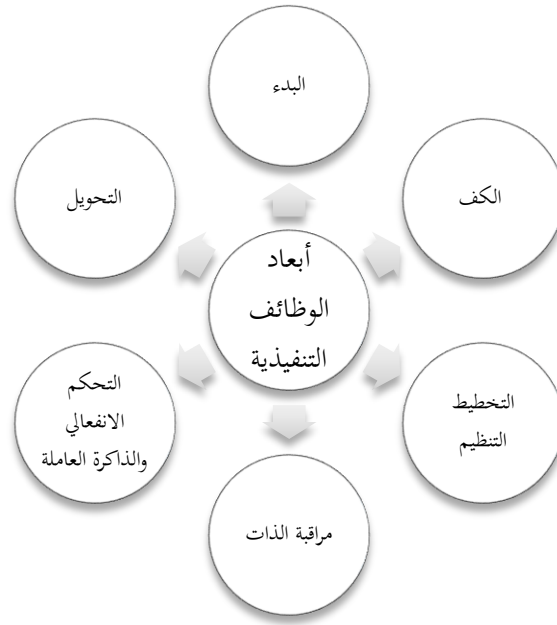 البدء
الكف
التحويل
أبعاد
الوظائف
التنفيذية
التخطيط
التنظيم
التحكم
الانفعالي
والذاكرة العاملة
مراقبة الذات